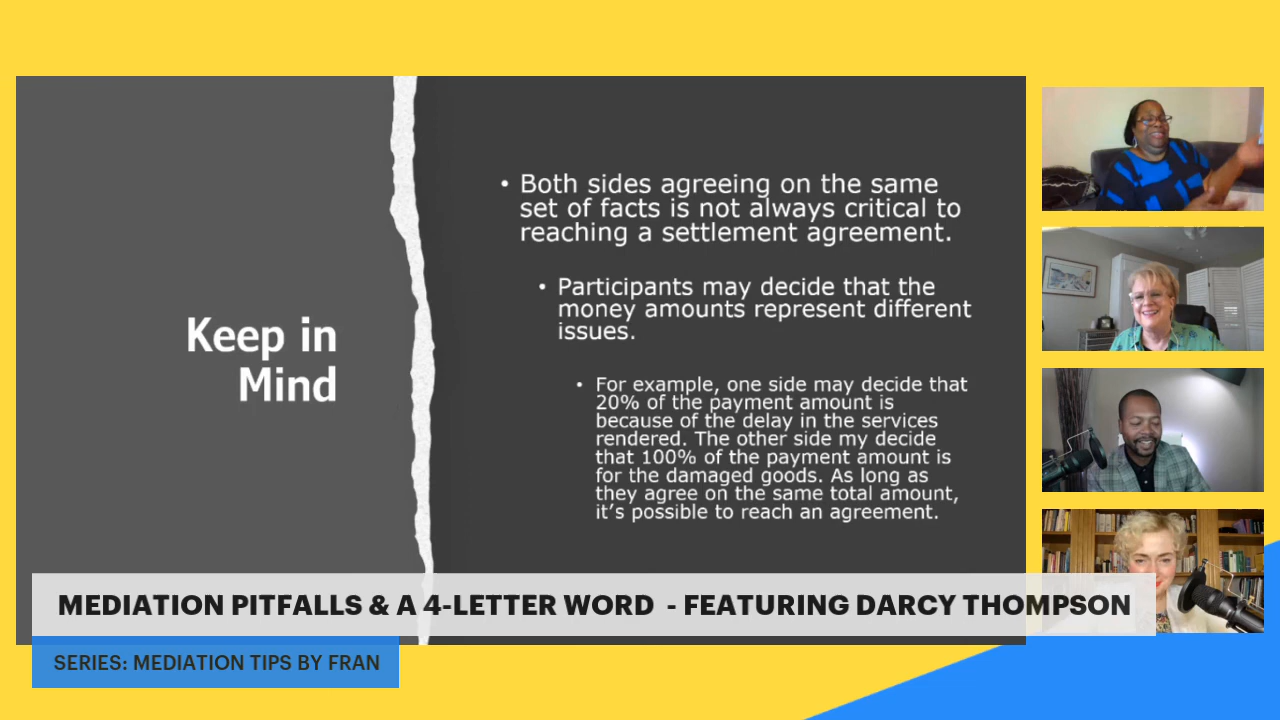 Keep in
Mind
• Both sides agreeing on the same
set of facts is not always critical to
reaching a settlement agreement.
• Participants may decide that the
money amounts represent different
issues.
• For example, one side may decide that
20% of the payment amount is
because of the delay in the services
rendered. The other side my decide
that 100% of the payment amount is
for the damaged goods. As long as
they agree on the same total amount,
it's possible to reach an agreement.
MEDIATION PITFALLS & A 4-LETTER WORD - FEATURING DARCY THOMPSON
SERIES: MEDIATION TIPS BY FRAN